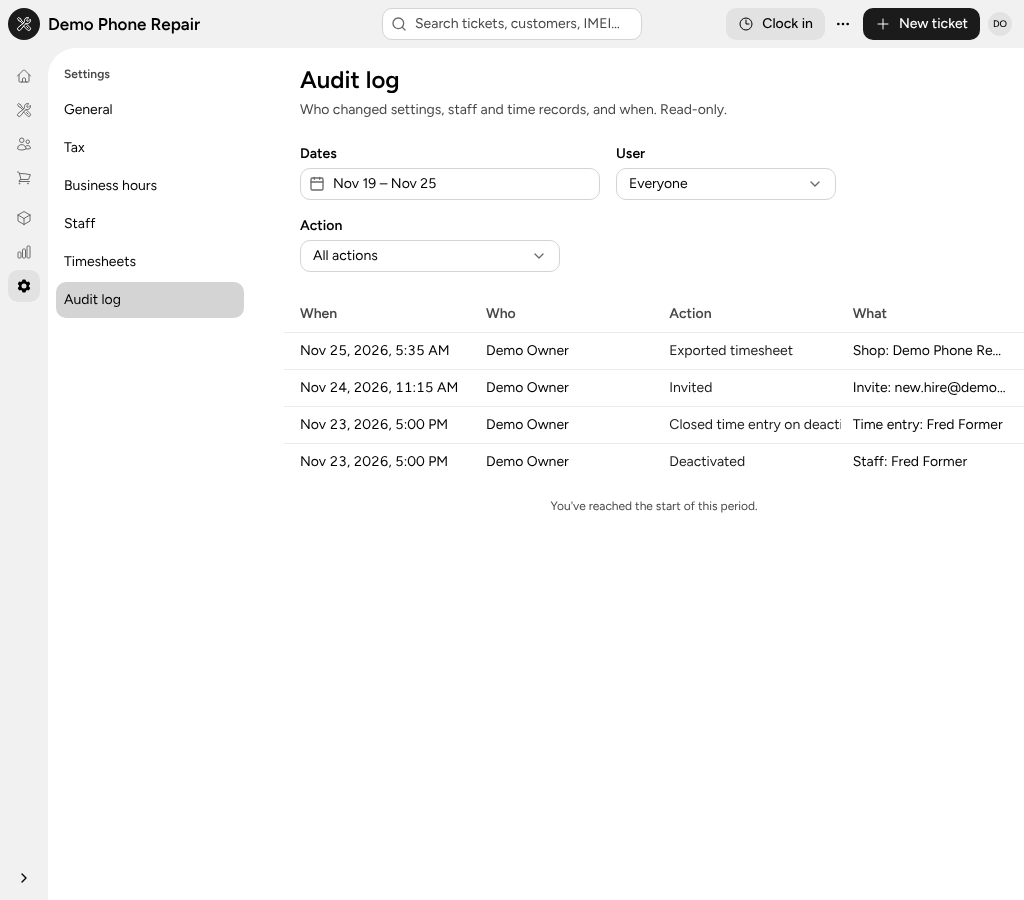 Demo Phone Repair
Search tickets, customers, IMEI...
Clock in
New ticket
DO
Settings
General
Tax
Business hours
Staff
Timesheets
Audit log
Audit log
Who changed settings, staff and time records, and when. Read-only.
Dates
User
Nov 19 – Nov 25
Everyone
Action
All actions
When Who Action What
Nov 25, 2026, 5:35 AM Demo Owner Exported timesheet Shop: Demo Phone Re...
Nov 24, 2026, 11:15 AM Demo Owner Invited Invite: new.hire@demo...
Nov 23, 2026, 5:00 PM Demo Owner Closed time entry on deacti Time entry: Fred Former
Nov 23, 2026, 5:00 PM Demo Owner Deactivated Staff: Fred Former
You've reached the start of this period.